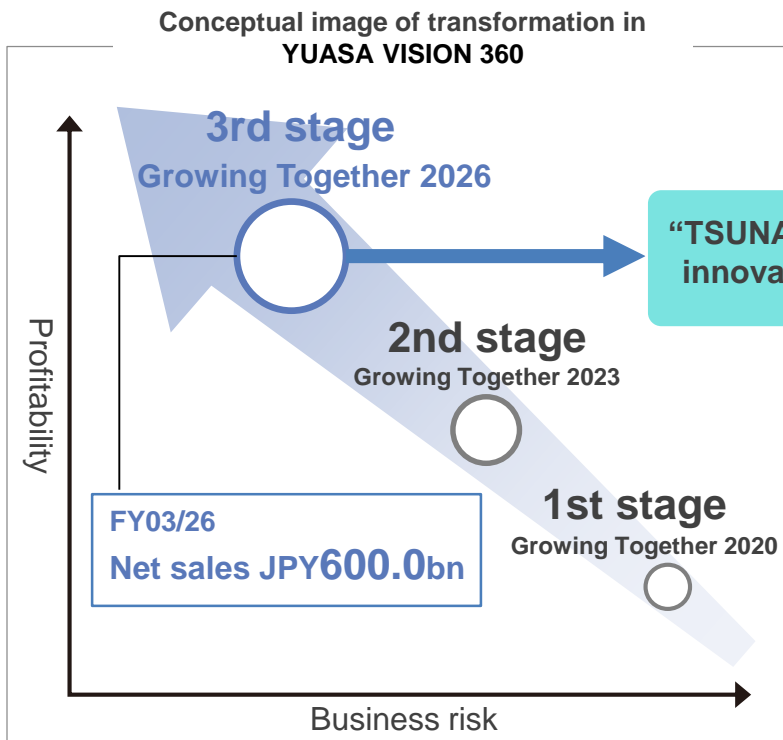 Conceptual image of transformation in
YUASA VISION 360
3rd stage
Growing Together 2026
innova
2nd stage
Growing Together 2023
Profitability
1st stage
Growing Together 2020
FY03/26
Net sales JPY600.0bn
Business risk
“TSUNA